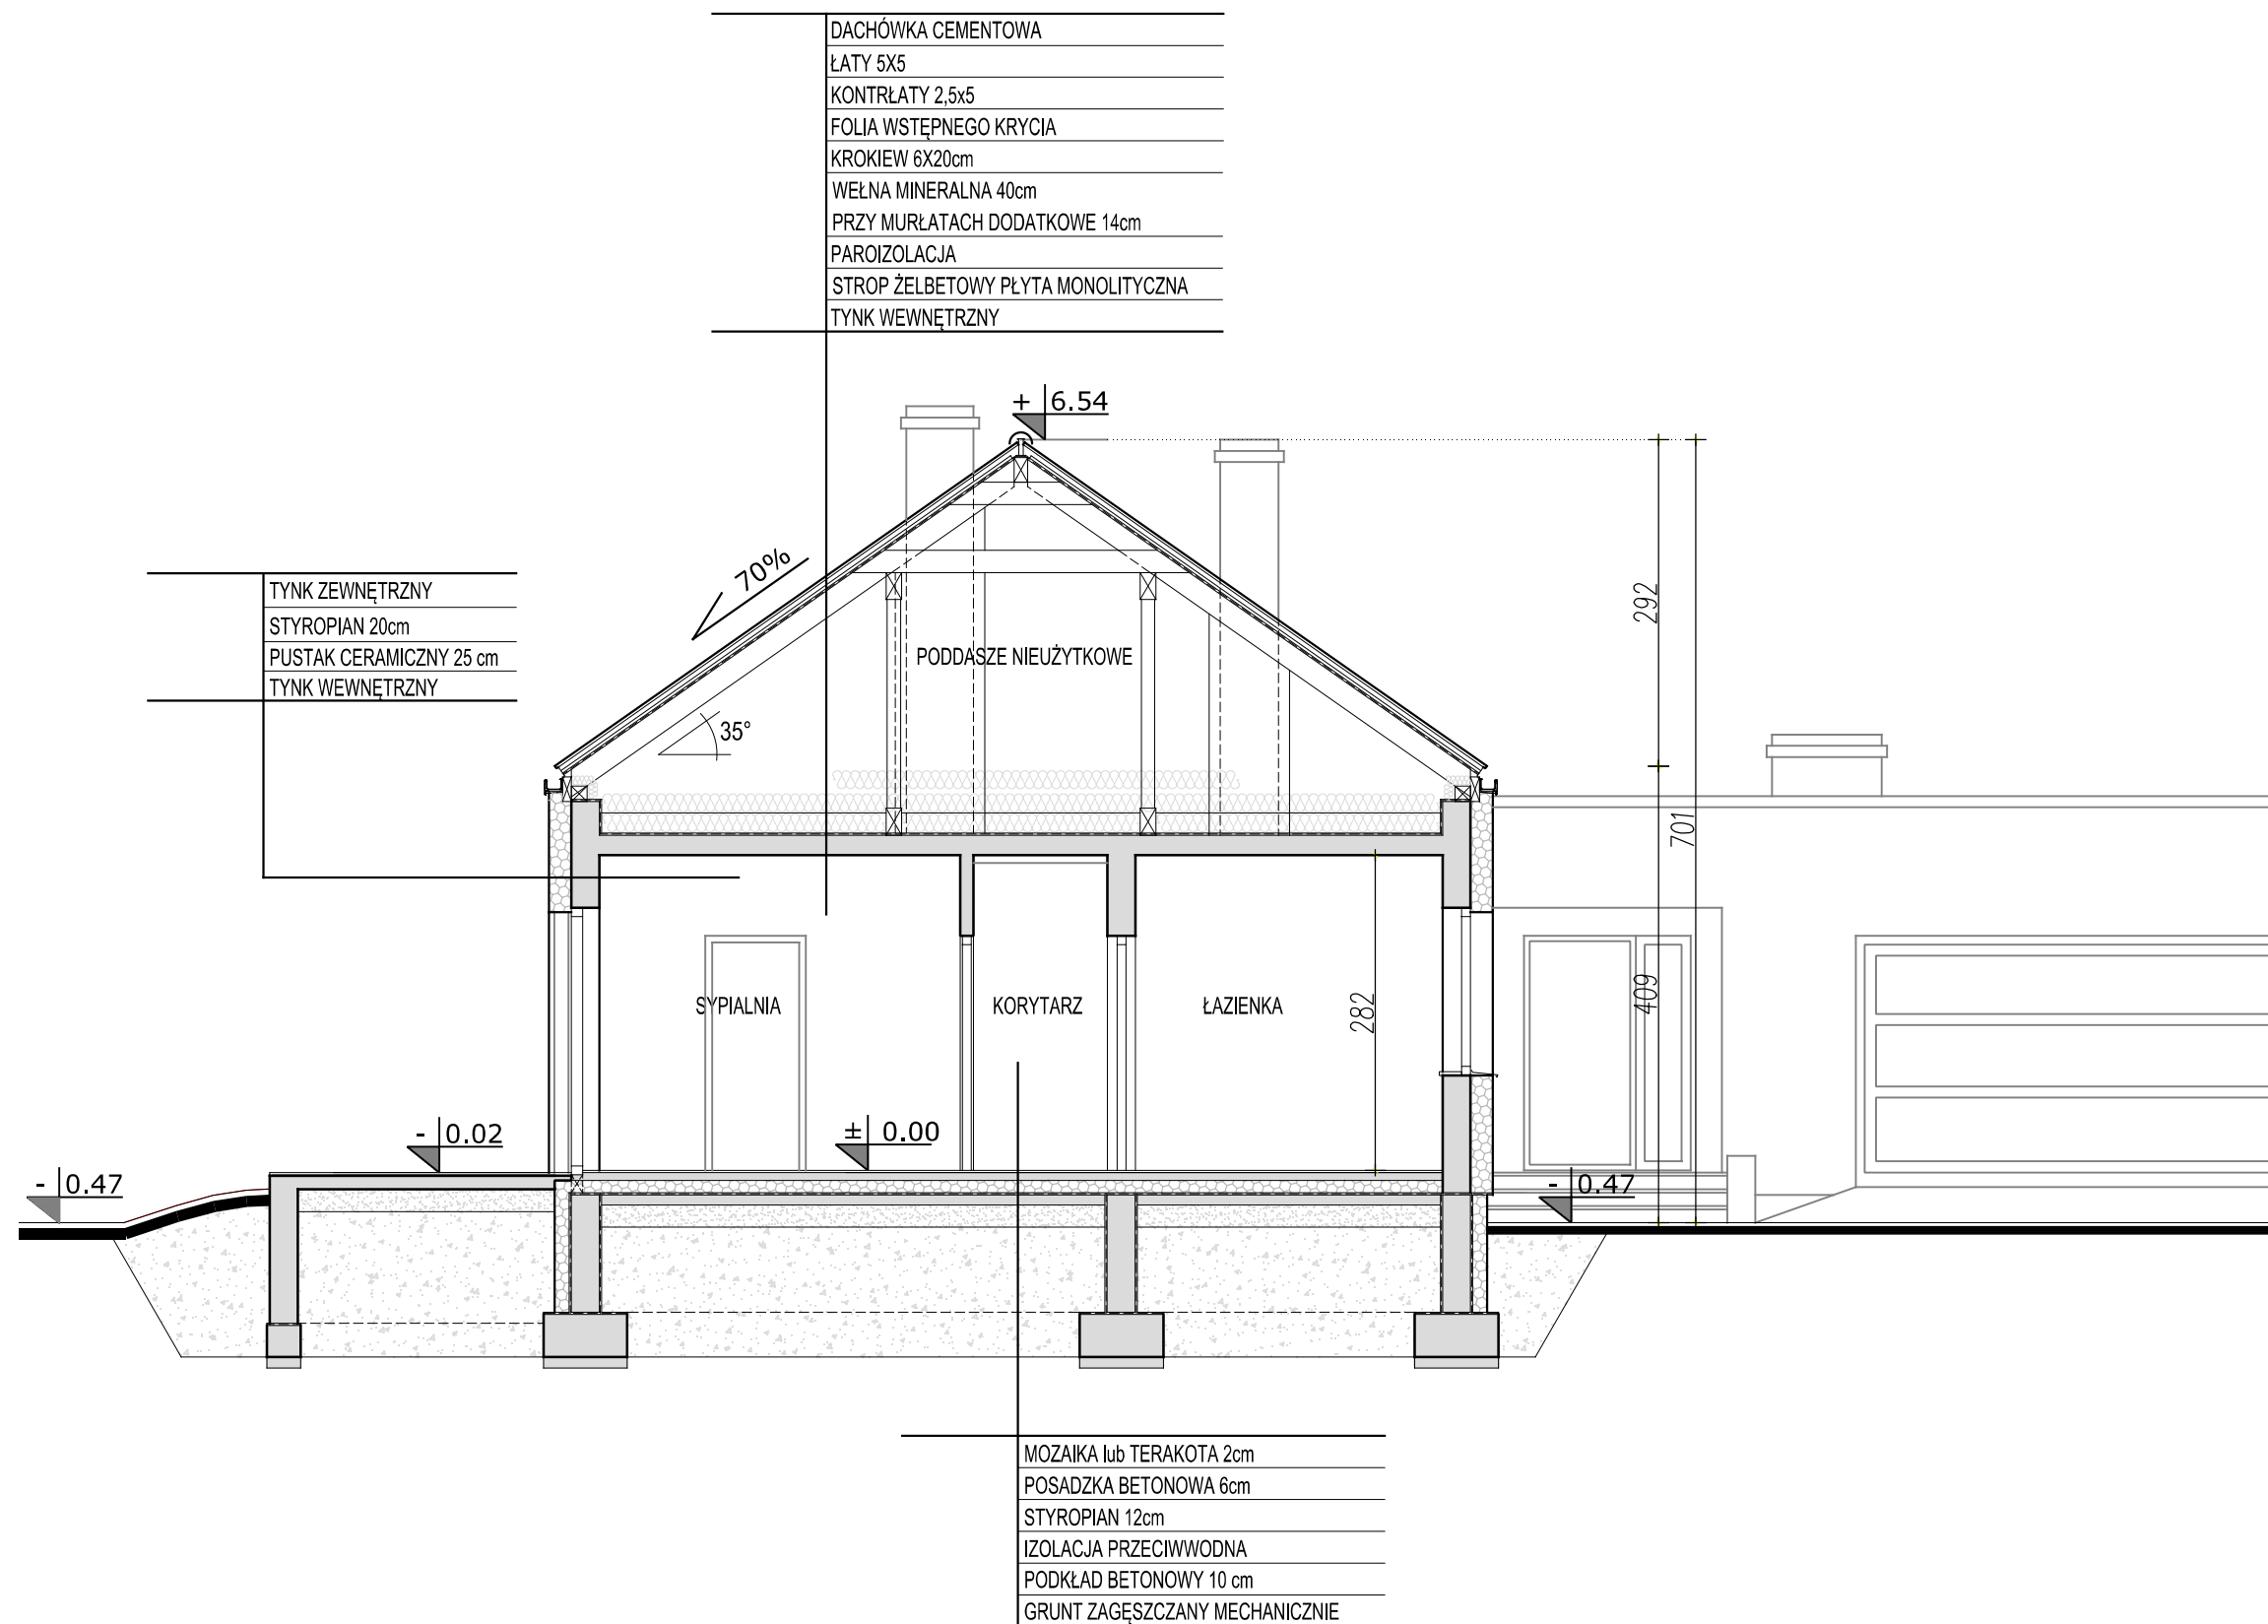 DACHÓWKA CEMENTOWA
ŁATY 5X5
KONTRŁATY 2,5x5
FOLIA WSTĘPNEGO KRYCIA
KROKIEW 6X20cm
WEŁNA MINERALNA 40cm
PRZY MURŁATACH DODATKOWE 14cm
PAROIZOLACJA
STROP ŻELBETOWY PŁYTA MONOLITYCZNA
TYNK WEWNĘTRZNY
+ 6.54
70%
TYNK ZEWNĘTRZNY
STYROPIAN 20cm
PUSTAK CERAMICZNY 25 cm
TYNK WEWNĘTRZNY
292
PODDASZE NIEUŻYTKOWE
35°
701
SYPIALNIA
KORYTARZ
ŁAZIENKA
282
409
- 0.02
± 0.00
- 0.47
- 0.47
MOZAIKA lub TERAKOTA 2cm
POSADZKA BETONOWA 6cm
STYROPIAN 12cm
IZOLACJA PRZECIWWODNA
PODKŁAD BETONOWY 10 cm
GRUNT ZAGĘSZCZANY MECHANICZNIE